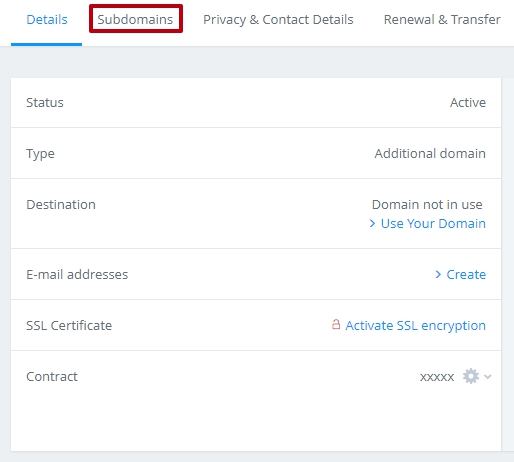 Details Subdomains Privacy & Contact Details Renewal & Transfer
Status Active
Type Additional domain
Destination Domain not in use
> Use Your Domain
E-mail addresses > Create
SSL Certificate Activate SSL encryption
Contract xxxxx